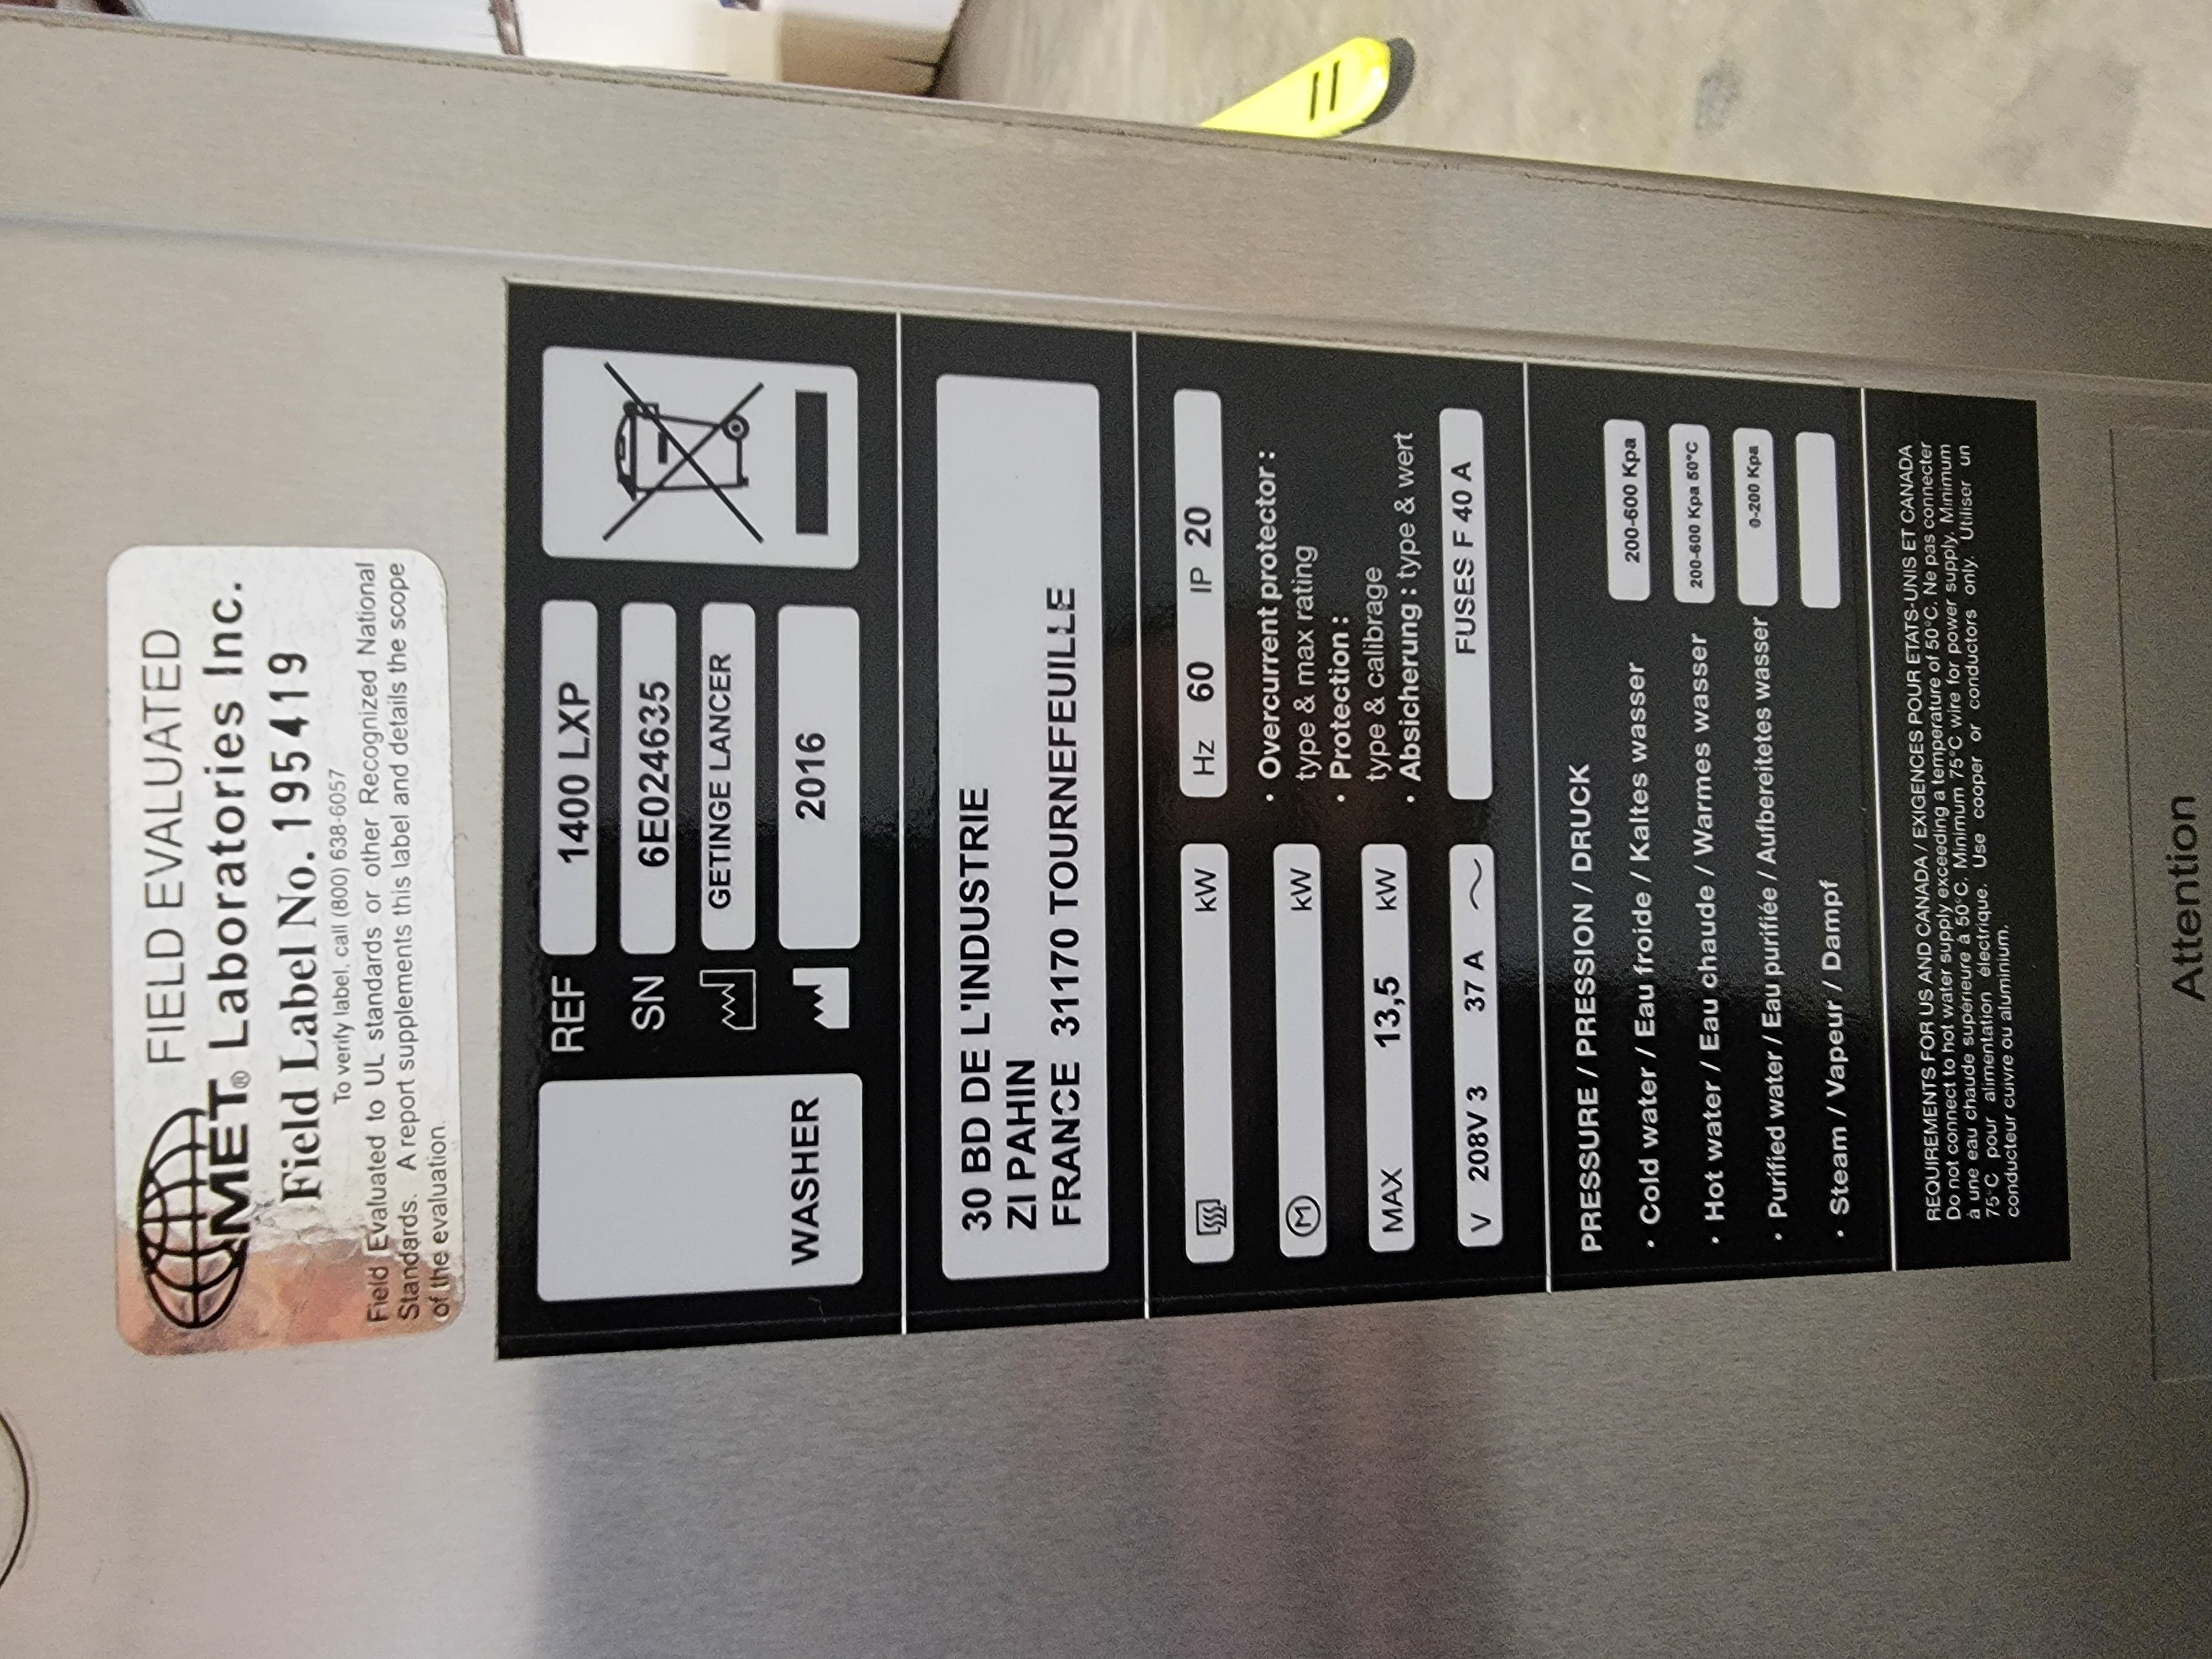 FIELD EVALUATED
MET® Laboratories Inc.
Field Label No. 195419
To verify label, call (800) 638-6057
Field Evaluated to UL standards or other Recognized National
Standards. A report supplements this label and details the scope
of the evaluation.
WASHER
REF 1400 LXP
SN 6E024635
GETINGE LANCER
2016
30 BD DE L'INDUSTRIE
ZI PAHIN
FRANCE 31170 TOURNEFEUILLE
kW
M kW
MAX 13,5 kW
V 208V 3 37 A ~
Hz 60 IP 20
• Overcurrent protector :
type & max rating
• Protection :
type & calibrage
• Absicherung : type & wert
FUSES F 40 A
PRESSURE / PRESSION / DRUCK
• Cold water / Eau froide / Kaltes wasser 200-600 Kpa
• Hot water / Eau chaude / Warmes wasser 200-600 Kpa 50°C
• Purified water / Eau purifiée / Aufbereitetes wasser 0-200 Kpa
• Steam / Vapeur / Dampf
REQUIREMENTS FOR US AND CANADA / EXIGENCES POUR ETATS-UNIS ET CANADA
Do not connect to hot water supply exceeding a temperature of 50°C. Ne pas connecter
à une eau chaude supérieure à 50°C. Minimum 75°C wire for power supply. Minimum
75°C pour alimentation électrique. Use cooper or conductors only. Utiliser un
conducteur cuivre ou aluminium.
Attention